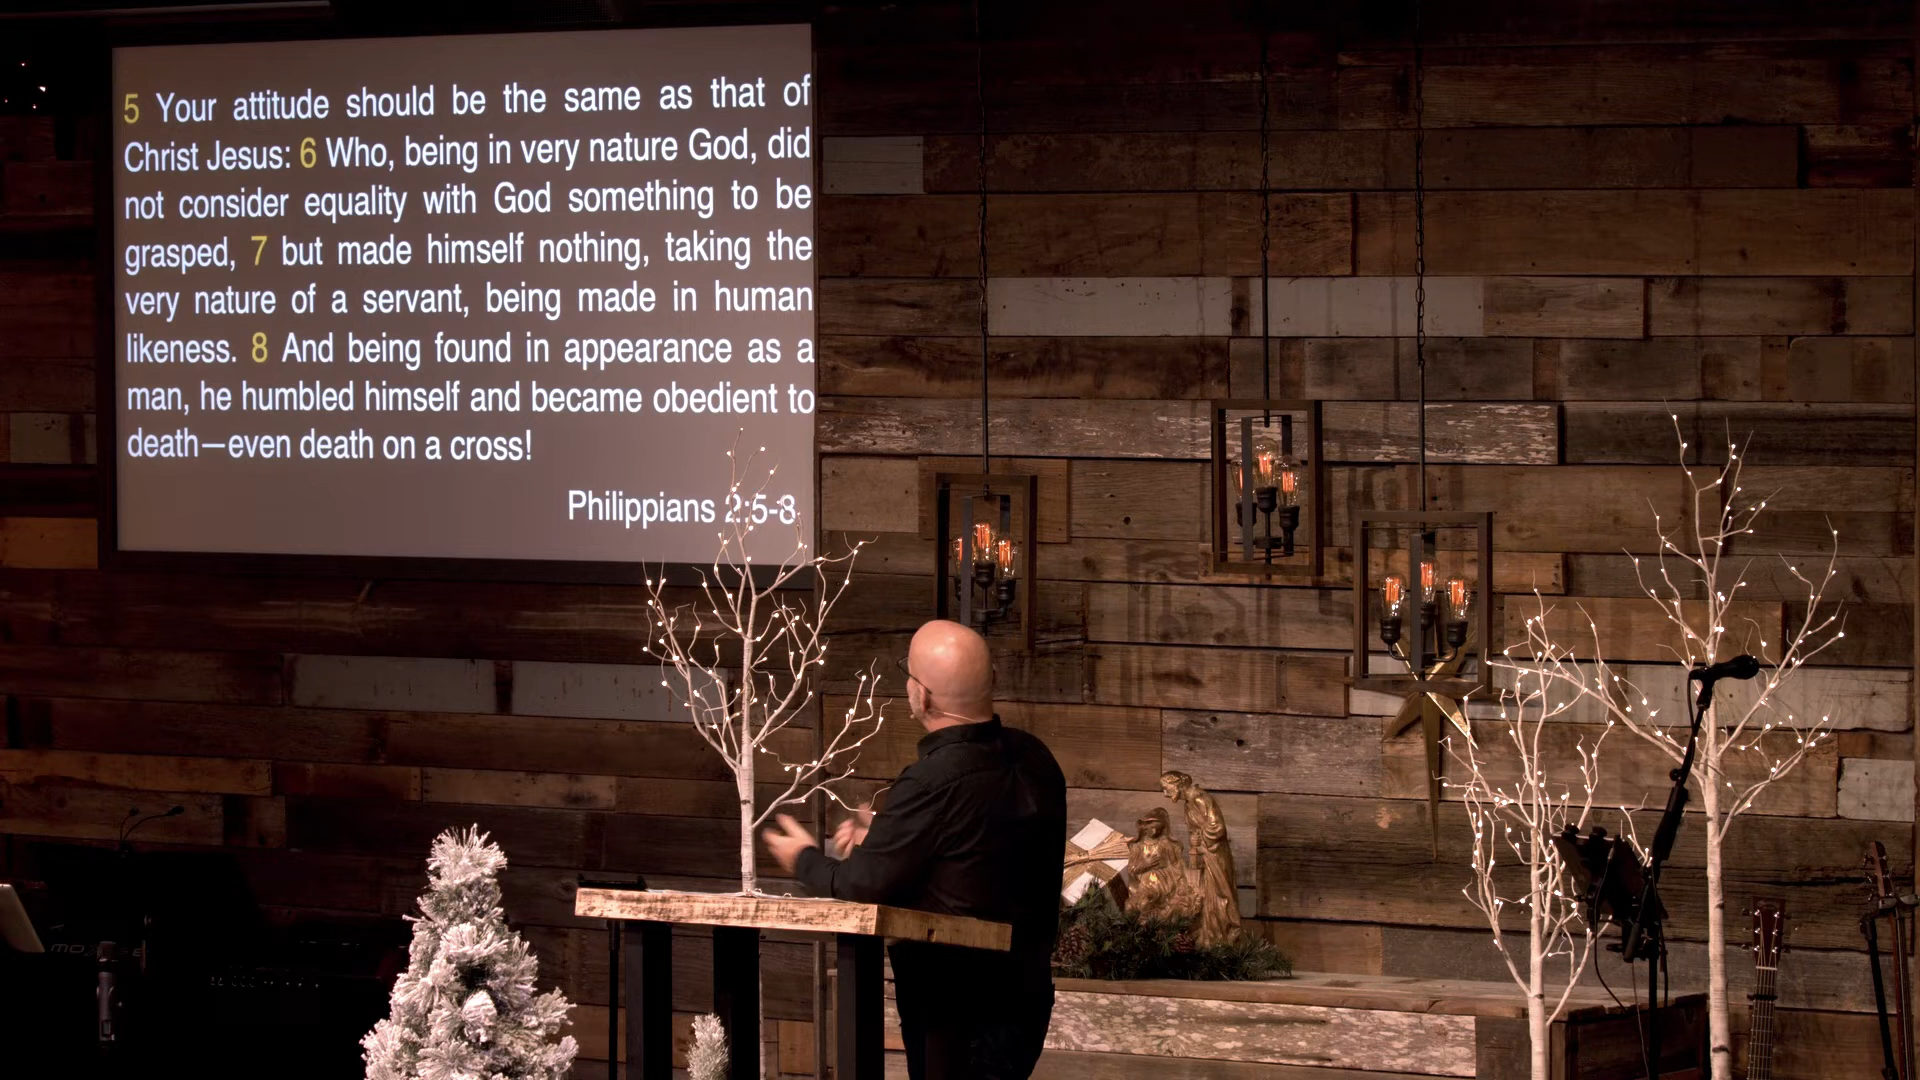 5 Your attitude should be the same as that of
Christ Jesus: 6 Who, being in very nature God, did
not consider equality with God something to be
grasped, 7 but made himself nothing, taking the
very nature of a servant, being made in human
likeness. 8 And being found in appearance as a
man, he humbled himself and became obedient to
death—even death on a cross!
Philippians 2:5-8